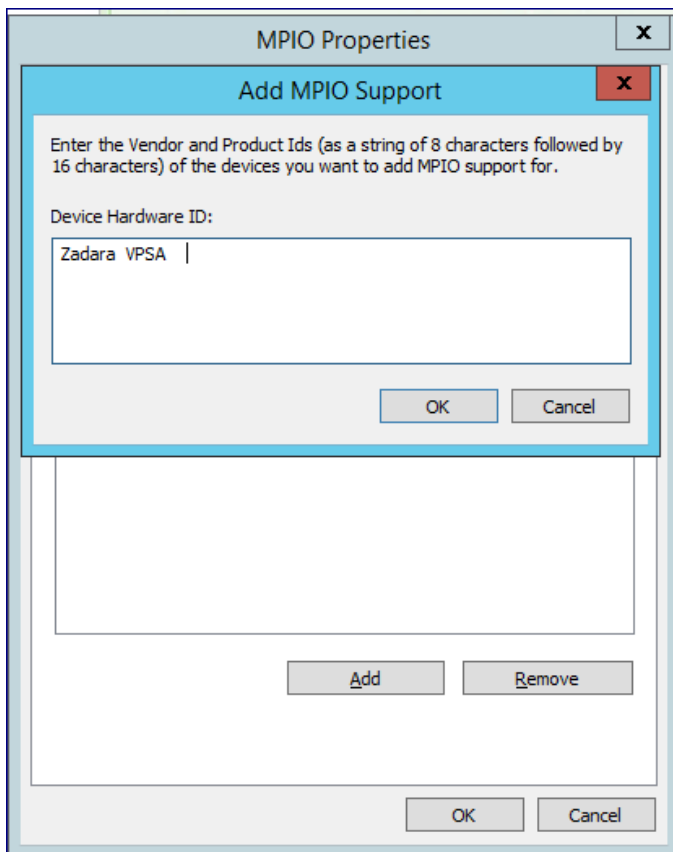 MPIO Properties
x
Add MPIO Support
x
Enter the Vendor and Product Ids (as a string of 8 characters followed by
16 characters) of the devices you want to add MPIO support for.
Device Hardware ID:
Zadara VPSA
OK Cancel
Add Remove
OK Cancel